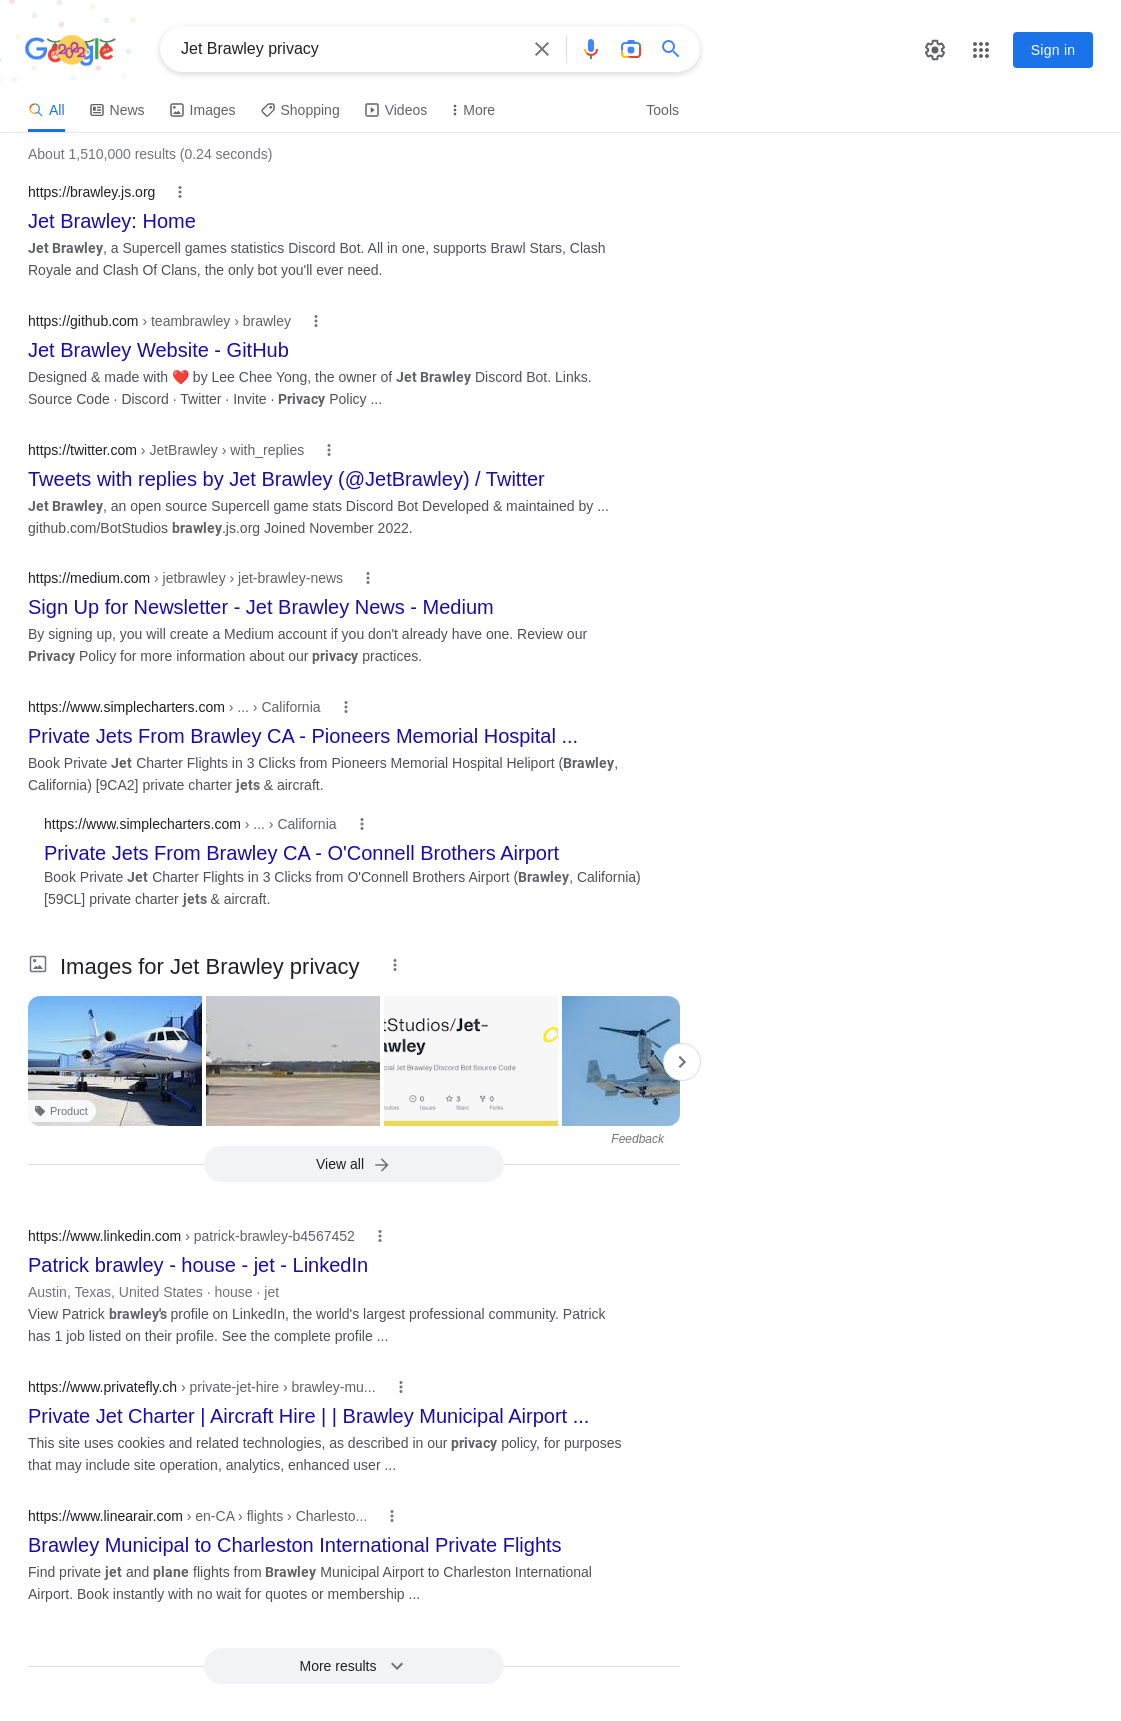 Google
Jet Brawley privacy
Sign in
All
News
Images
Shopping
Videos
More
Tools
About 1,510,000 results (0.24 seconds)
https://brawley.js.org
Jet Brawley: Home
Jet Brawley, a Supercell games statistics Discord Bot. All in one, supports Brawl Stars, Clash
Royale and Clash Of Clans, the only bot you'll ever need.
https://github.com › teambrawley › brawley
Jet Brawley Website - GitHub
Designed & made with ❤️ by Lee Chee Yong, the owner of Jet Brawley Discord Bot. Links.
Source Code · Discord · Twitter · Invite · Privacy Policy ...
https://twitter.com › JetBrawley › with_replies
Tweets with replies by Jet Brawley (@JetBrawley) / Twitter
Jet Brawley, an open source Supercell game stats Discord Bot Developed & maintained by ...
github.com/BotStudios brawley.js.org Joined November 2022.
https://medium.com › jetbrawley › jet-brawley-news
Sign Up for Newsletter - Jet Brawley News - Medium
By signing up, you will create a Medium account if you don't already have one. Review our
Privacy Policy for more information about our privacy practices.
https://www.simplecharters.com › ... › California
Private Jets From Brawley CA - Pioneers Memorial Hospital ...
Book Private Jet Charter Flights in 3 Clicks from Pioneers Memorial Hospital Heliport (Brawley,
California) [9CA2] private charter jets & aircraft.
https://www.simplecharters.com › ... › California
Private Jets From Brawley CA - O'Connell Brothers Airport
Book Private Jet Charter Flights in 3 Clicks from O'Connell Brothers Airport (Brawley, California)
[59CL] private charter jets & aircraft.
Images for Jet Brawley privacy
Product
tStudios/Jet-
awley
cial Jet Brawley Discord Bot Source Code
0 3 0
butors Issues Stars Forks
Feedback
View all
https://www.linkedin.com › patrick-brawley-b4567452
Patrick brawley - house - jet - LinkedIn
Austin, Texas, United States · house · jet
View Patrick brawley's profile on LinkedIn, the world's largest professional community. Patrick
has 1 job listed on their profile. See the complete profile ...
https://www.privatefly.ch › private-jet-hire › brawley-mu...
Private Jet Charter | Aircraft Hire | | Brawley Municipal Airport ...
This site uses cookies and related technologies, as described in our privacy policy, for purposes
that may include site operation, analytics, enhanced user ...
https://www.linearair.com › en-CA › flights › Charlesto...
Brawley Municipal to Charleston International Private Flights
Find private jet and plane flights from Brawley Municipal Airport to Charleston International
Airport. Book instantly with no wait for quotes or membership ...
More results